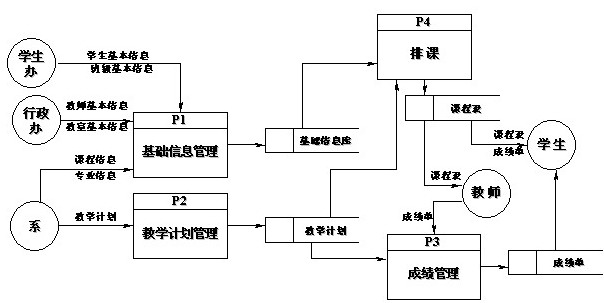 P4
排 课
学生
办
学生基本信息
班级基本信息
行政
办
教师基本信息
教室基本信息
P1
基础信息管理
基础信息库
课程表
课程表
成绩单
学 生
课程信息
专业信息
课程表
教 师
系
教学计划
P2
教学计划管理
教学计划
成绩单
P3
成绩管理
成绩单